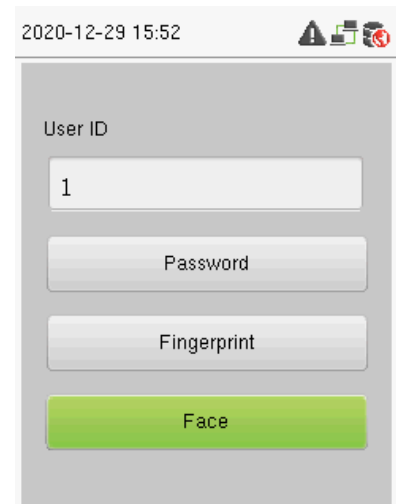 2020-12-29 15:52
User ID
1
Password
Fingerprint
Face